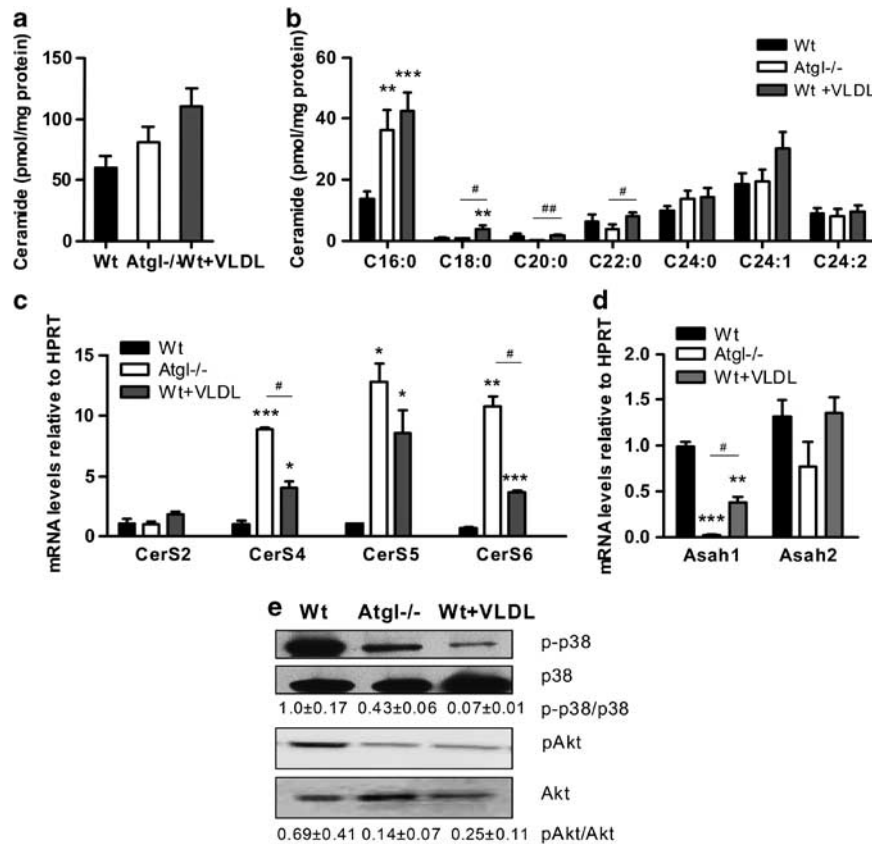 a
Ceramide (pmol/mg protein)
150
100
50
0
Wt Atgl-/- Wt+VLDL
b
Ceramide (pmol/mg protein)
60
40
20
0
Wt
Atgl-/-
Wt +VLDL
** ***
#
**
##
#
C16:0 C18:0 C20:0 C22:0 C24:0 C24:1 C24:2
c
mRNA levels relative to HPRT
15
10
5
0
Wt
Atgl-/-
Wt+VLDL
***
#
*
*
*
**
#
***
CerS2 CerS4 CerS5 CerS6
d
mRNA levels relative to HPRT
2.0
1.5
1.0
0.5
0.0
Wt
Atgl-/-
Wt+VLDL
***
#
**
Asah1 Asah2
e
Wt Atgl-/- Wt+VLDL
p-p38
p38
1.0±0.17 0.43±0.06 0.07±0.01 p-p38/p38
pAkt
Akt
0.69±0.41 0.14±0.07 0.25±0.11 pAkt/Akt